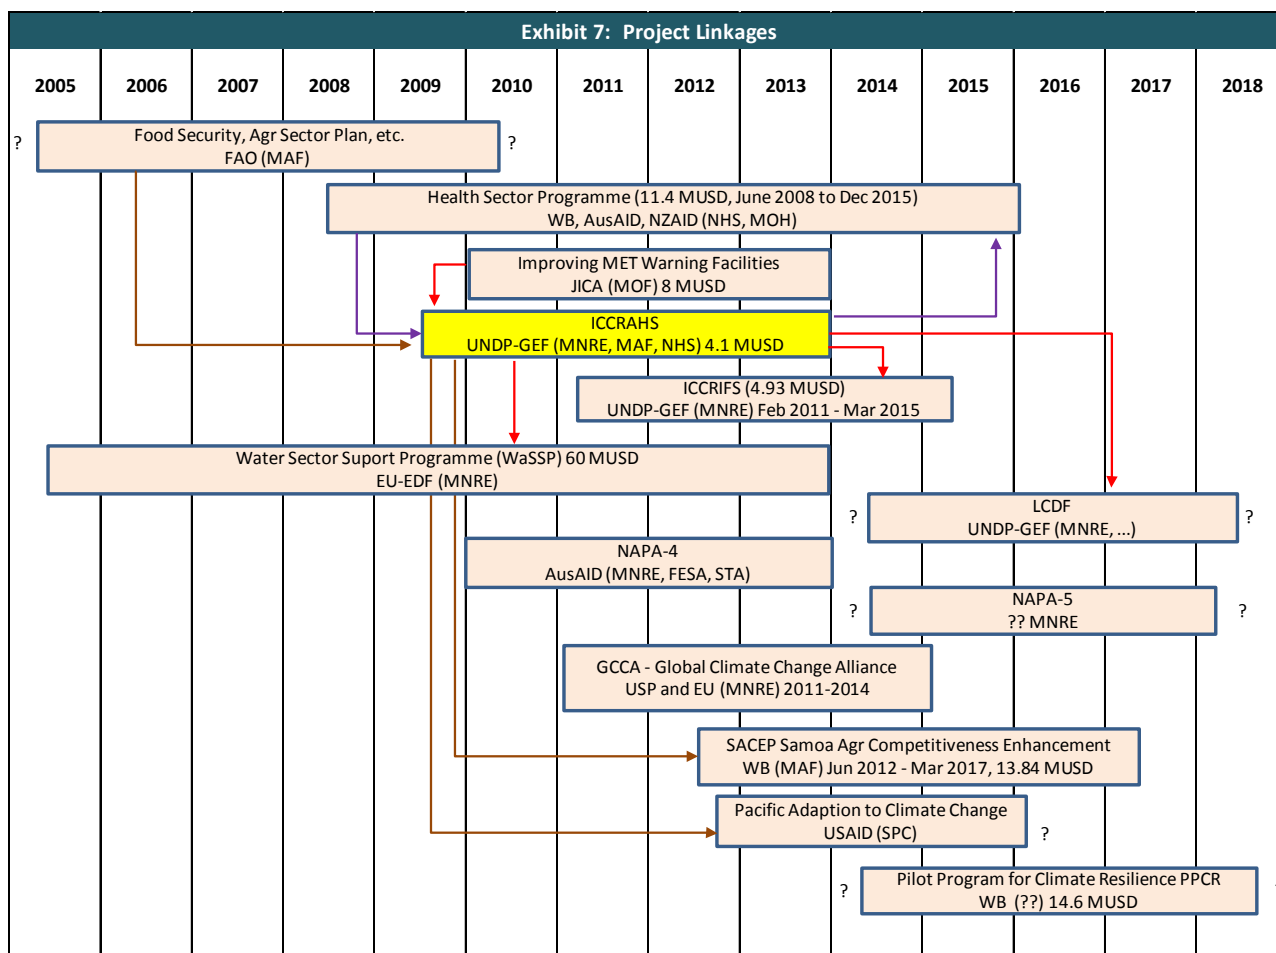 Exhibit 7: Project Linkages
2005 2006 2007 2008 2009 2010 2011 2012 2013 2014 2015 2016 2017 2018
? Food Security, Agr Sector Plan, etc. ?
FAO (MAF)
Health Sector Programme (11.4 MUSD, June 2008 to Dec 2015)
WB, AusAID, NZAID (NHS, MOH)
Improving MET Warning Facilities
JICA (MOF) 8 MUSD
ICCRAHS
UNDP-GEF (MNRE, MAF, NHS) 4.1 MUSD
ICCRIFS (4.93 MUSD)
UNDP-GEF (MNRE) Feb 2011 - Mar 2015
Water Sector Suport Programme (WaSSP) 60 MUSD
EU-EDF (MNRE)
? LCDF ?
UNDP-GEF (MNRE, ...)
NAPA-4
AusAID (MNRE, FESA, STA)
? NAPA-5 ?
?? MNRE
GCCA - Global Climate Change Alliance
USP and EU (MNRE) 2011-2014
SACEP Samoa Agr Competitiveness Enhancement
WB (MAF) Jun 2012 - Mar 2017, 13.84 MUSD
Pacific Adaption to Climate Change
USAID (SPC) ?
? Pilot Program for Climate Resilience PPCR
WB (??) 14.6 MUSD